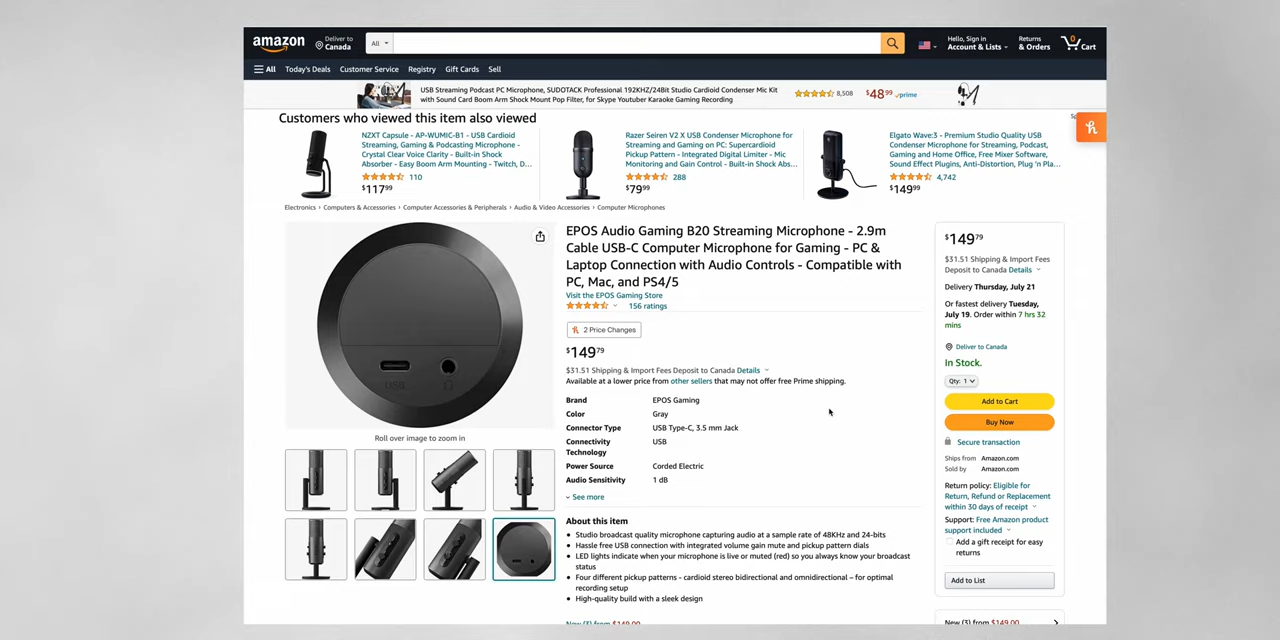 amazon
Deliver to
Canada
All
Hello, Sign in
Account & Lists
Returns
& Orders
0
Cart
All
Today's Deals
Customer Service
Registry
Gift Cards
Sell
USB Streaming Podcast PC Microphone, SUDOTACK Professional 192KHZ/24Bit Studio Cardioid Condenser Mic Kit
with Sound Card Boom Arm Shock Mount Pop Filter, for Skype Youtuber Karaoke Gaming Recording
8,508
$48.99
prime
Customers who viewed this item also viewed
NZXT Capsule - AP-WUMIC-B1 - USB Cardioid
Streaming, Gaming & Podcasting Microphone -
Crystal Clear Voice Clarity - Built-in Shock
Absorber - Easy Boom Arm Mounting - Twitch, D...
110
$117.99
Razer Seiren V2 X USB Condenser Microphone for
Streaming and Gaming on PC: Supercardioid
Pickup Pattern - Integrated Digital Limiter - Mic
Monitoring and Gain Control - Built-in Shock Abs...
288
$79.99
Elgato Wave:3 - Premium Studio Quality USB
Condenser Microphone for Streaming, Podcast,
Gaming and Home Office, Free Mixer Software,
Sound Effect Plugins, Anti-Distortion, Plug 'n Pla...
4,742
$149.99
h
Electronics › Computers & Accessories › Computer Accessories & Peripherals › Audio & Video Accessories › Computer Microphones
USB
Roll over image to zoom in
EPOS Audio Gaming B20 Streaming Microphone - 2.9m
Cable USB-C Computer Microphone for Gaming - PC &
Laptop Connection with Audio Controls - Compatible with
PC, Mac, and PS4/5
Visit the EPOS Gaming Store
156 ratings
2 Price Changes
$149.79
$31.51 Shipping & Import Fees Deposit to Canada Details
Available at a lower price from other sellers that may not offer free Prime shipping.
Brand EPOS Gaming
Color Gray
Connector Type USB Type-C, 3.5 mm Jack
Connectivity USB
Technology
Power Source Corded Electric
Audio Sensitivity 1 dB
See more
About this item
• Studio broadcast quality microphone capturing audio at a sample rate of 48KHz and 24-bits
• Hassle free USB connection with integrated volume gain mute and pickup pattern dials
• LED lights indicate when your microphone is live or muted (red) so you always know your broadcast
status
• Four different pickup patterns - cardioid stereo bidirectional and omnidirectional – for optimal
recording setup
• High-quality build with a sleek design
New (3) from $149.00
$149.79
$31.51 Shipping & Import Fees
Deposit to Canada Details
Delivery Thursday, July 21
Or fastest delivery Tuesday,
July 19. Order within 7 hrs 32
mins
Deliver to Canada
In Stock.
Qty: 1
Add to Cart
Buy Now
Secure transaction
Ships from Amazon.com
Sold by Amazon.com
Return policy: Eligible for
Return, Refund or Replacement
within 30 days of receipt
Support: Free Amazon product
support included
Add a gift receipt for easy
returns
Add to List
New (3) from $149.00